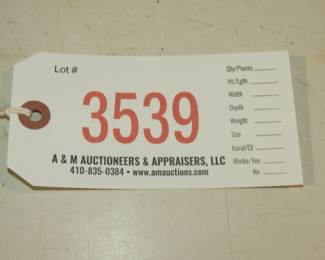 Lot #
3539
A & M AUCTIONEERS & APPRAISERS, LLC
410-835-0384 • www.amauctions.com
Qty/Pieces
Ht./Lgth.
Width
Depth
Weight
Size
Karat/Ct
Works: Yes
No